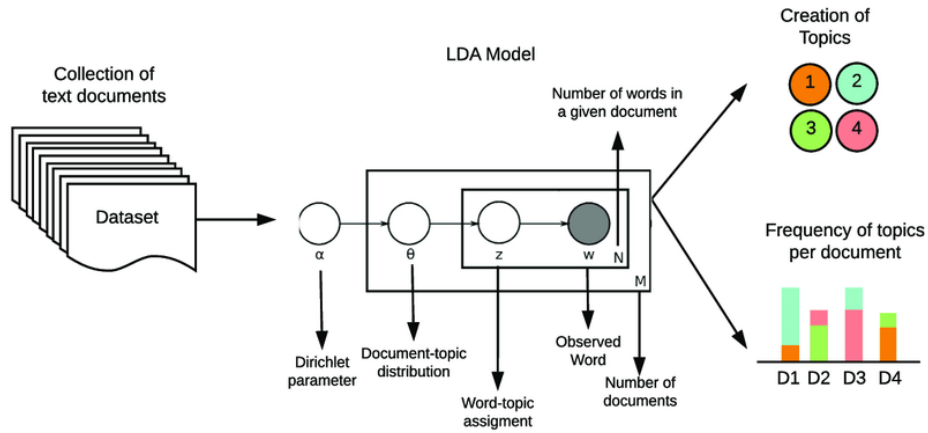 Collection of
text documents
Dataset
LDA Model
Number of words in
a given document
α
θ
z
w
N
M
Dirichlet
parameter
Document-topic
distribution
Word-topic
assigment
Observed
Word
Number of
documents
Creation of
Topics
1
2
3
4
Frequency of topics
per document
D1 D2 D3 D4